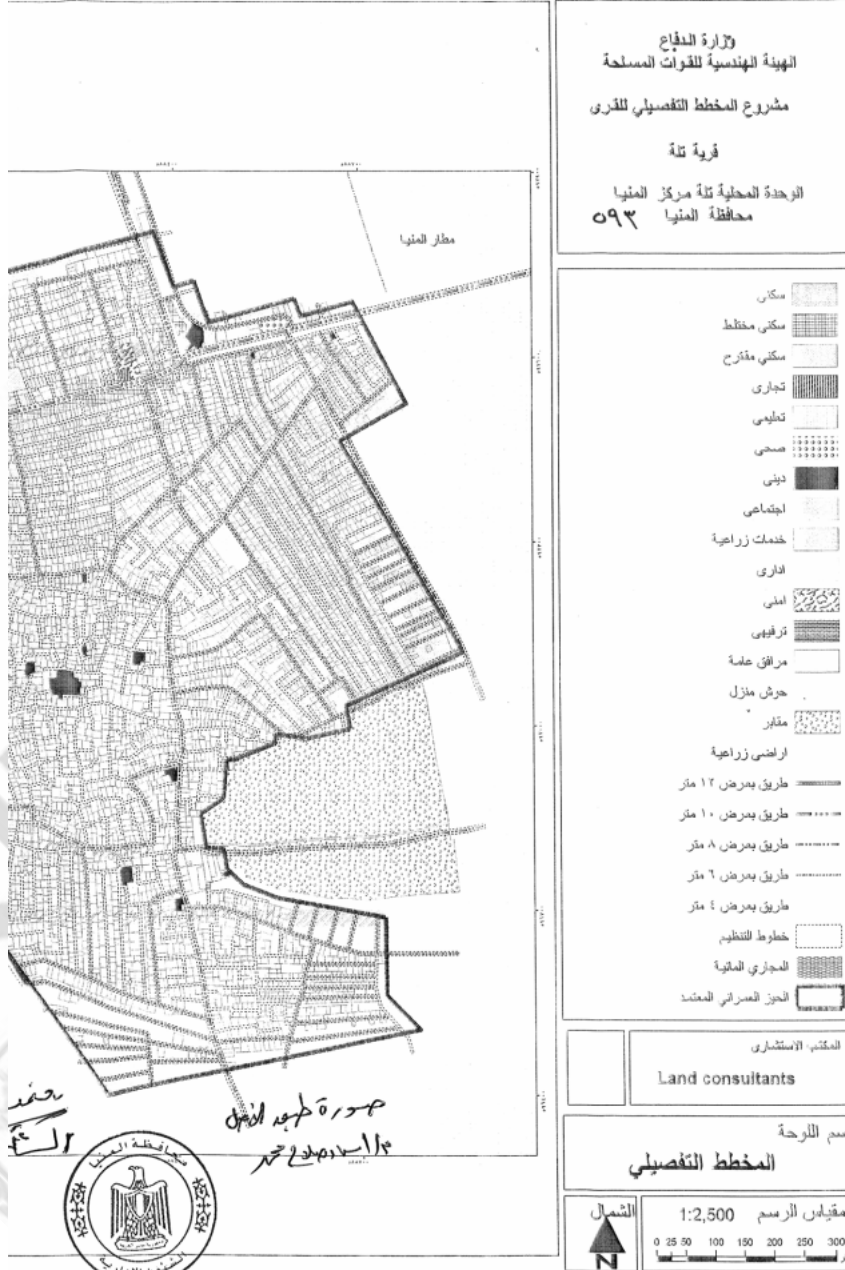 وزارة الدفاع
الهيئة الهندسية للقوات المسلحة
مشروع المخطط التفصيلي للقرى
قرية تلة
الوحدة المحلية تلة مركز المنيا
محافظة المنيا ٥٩٣
مطار المنيا
سكنى
سكنى مختلط
سكني مقترح
تجارى
تعليمى
صحى
دينى
اجتماعى
خدمات زراعية
ادارى
امنى
ترفيهى
مرافق عامة
حوش منزل
مقابر
اراضى زراعية
طريق بعرض ١٢ متر
طريق بعرض ١٠ متر
طريق بعرض ٨ متر
طريق بعرض ٦ متر
طريق بعرض ٤ متر
خطوط التنظيم
المجاري المائية
الحيز العمراني المعتمد
المكتب الاستشارى
Land consultants
سم اللوحة
المخطط التفصيلي
مقياس الرسم 1:2,500
0 25 50 100 150 200 250 300
الشمال
N
صورة طبق الأصل
محافظة المنيا